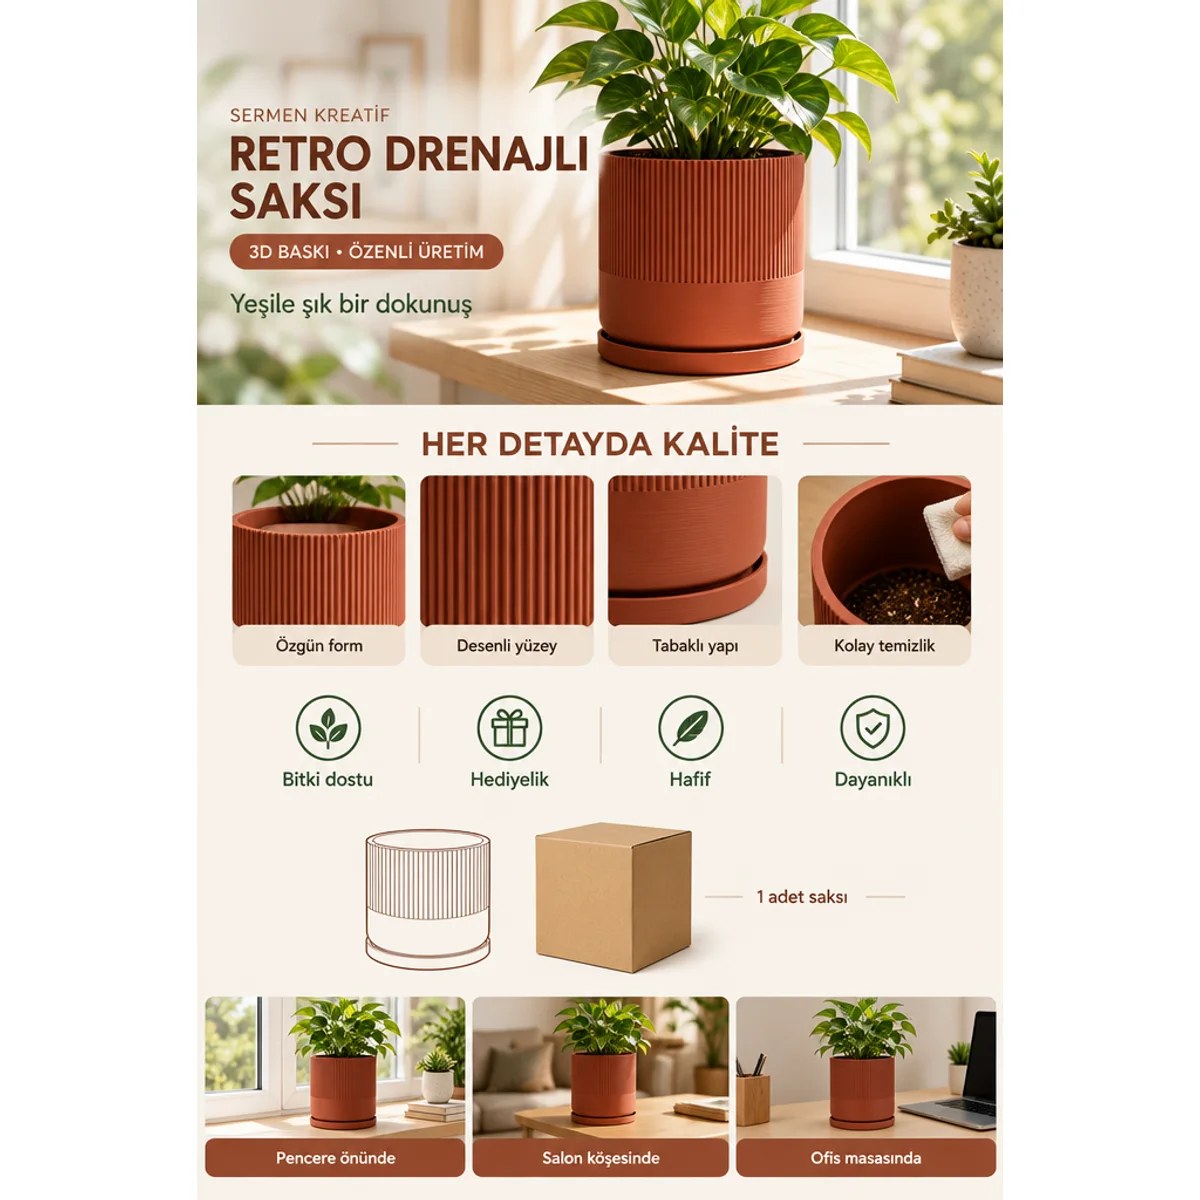 SERMEN KREATİF
RETRO DRENAJLI
SAKSI
3D BASKI • ÖZENLİ ÜRETİM
Yeşile şık bir dokunuş
HER DETAYDA KALİTE
Özgün form
Desenli yüzey
Tabaklı yapı
Kolay temizlik
Bitki dostu
Hediyelik
Hafif
Dayanıklı
1 adet saksı
Pencere önünde
Salon köşesinde
Ofis masasında